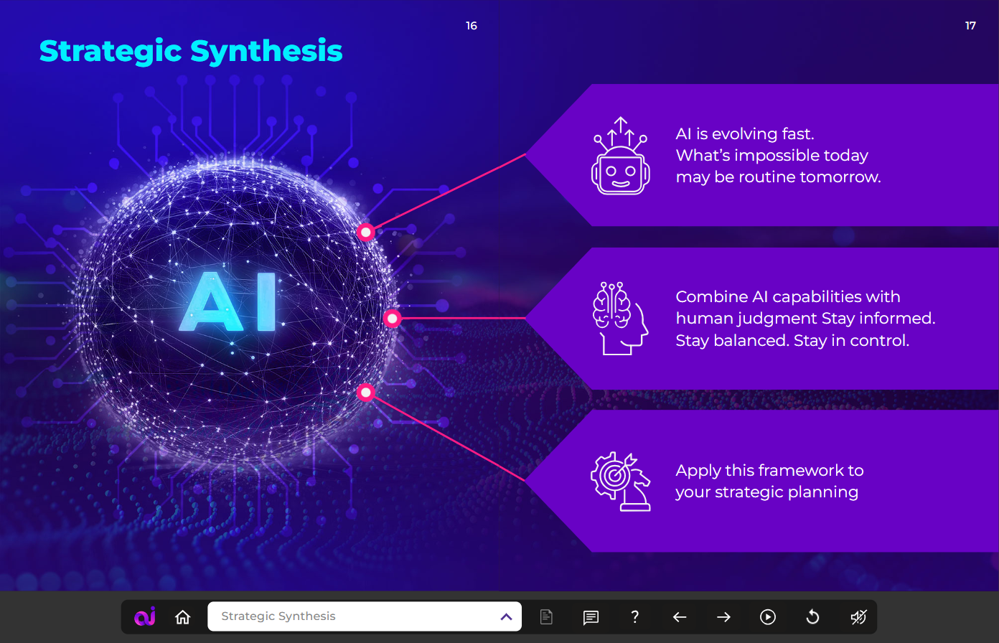 16
17
Strategic Synthesis
AI
AI is evolving fast.
What’s impossible today
may be routine tomorrow.
Combine AI capabilities with
human judgment Stay informed.
Stay balanced. Stay in control.
Apply this framework to
your strategic planning
ai
Strategic Synthesis
?